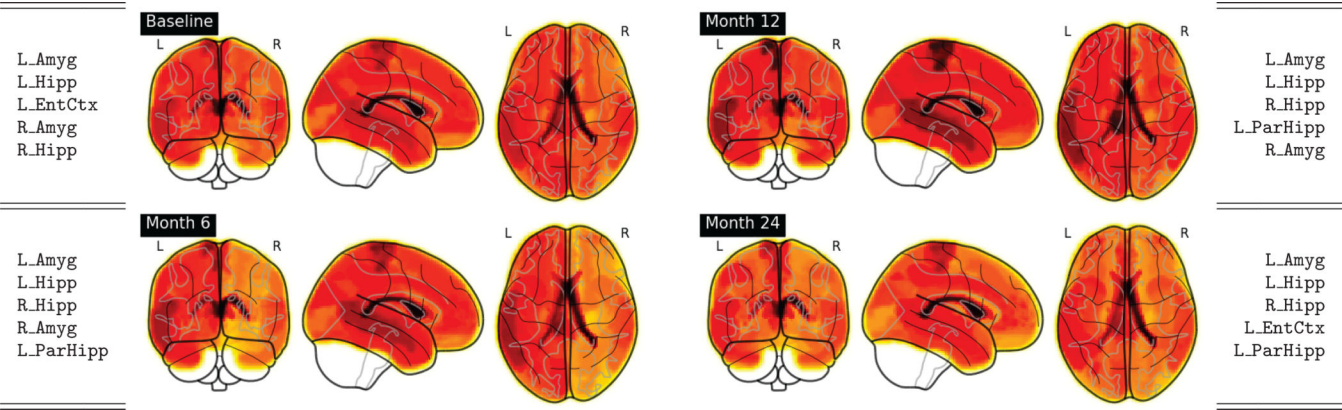 Baseline
L R L R
L_Amyg
L_Hipp
L_EntCtx
R_Amyg
R_Hipp
Month 12
L R L R
L_Amyg
L_Hipp
R_Hipp
L_ParHipp
R_Amyg
Month 6
L R L R
L_Amyg
L_Hipp
R_Hipp
R_Amyg
L_ParHipp
Month 24
L R L R
L_Amyg
L_Hipp
R_Hipp
L_EntCtx
L_ParHipp